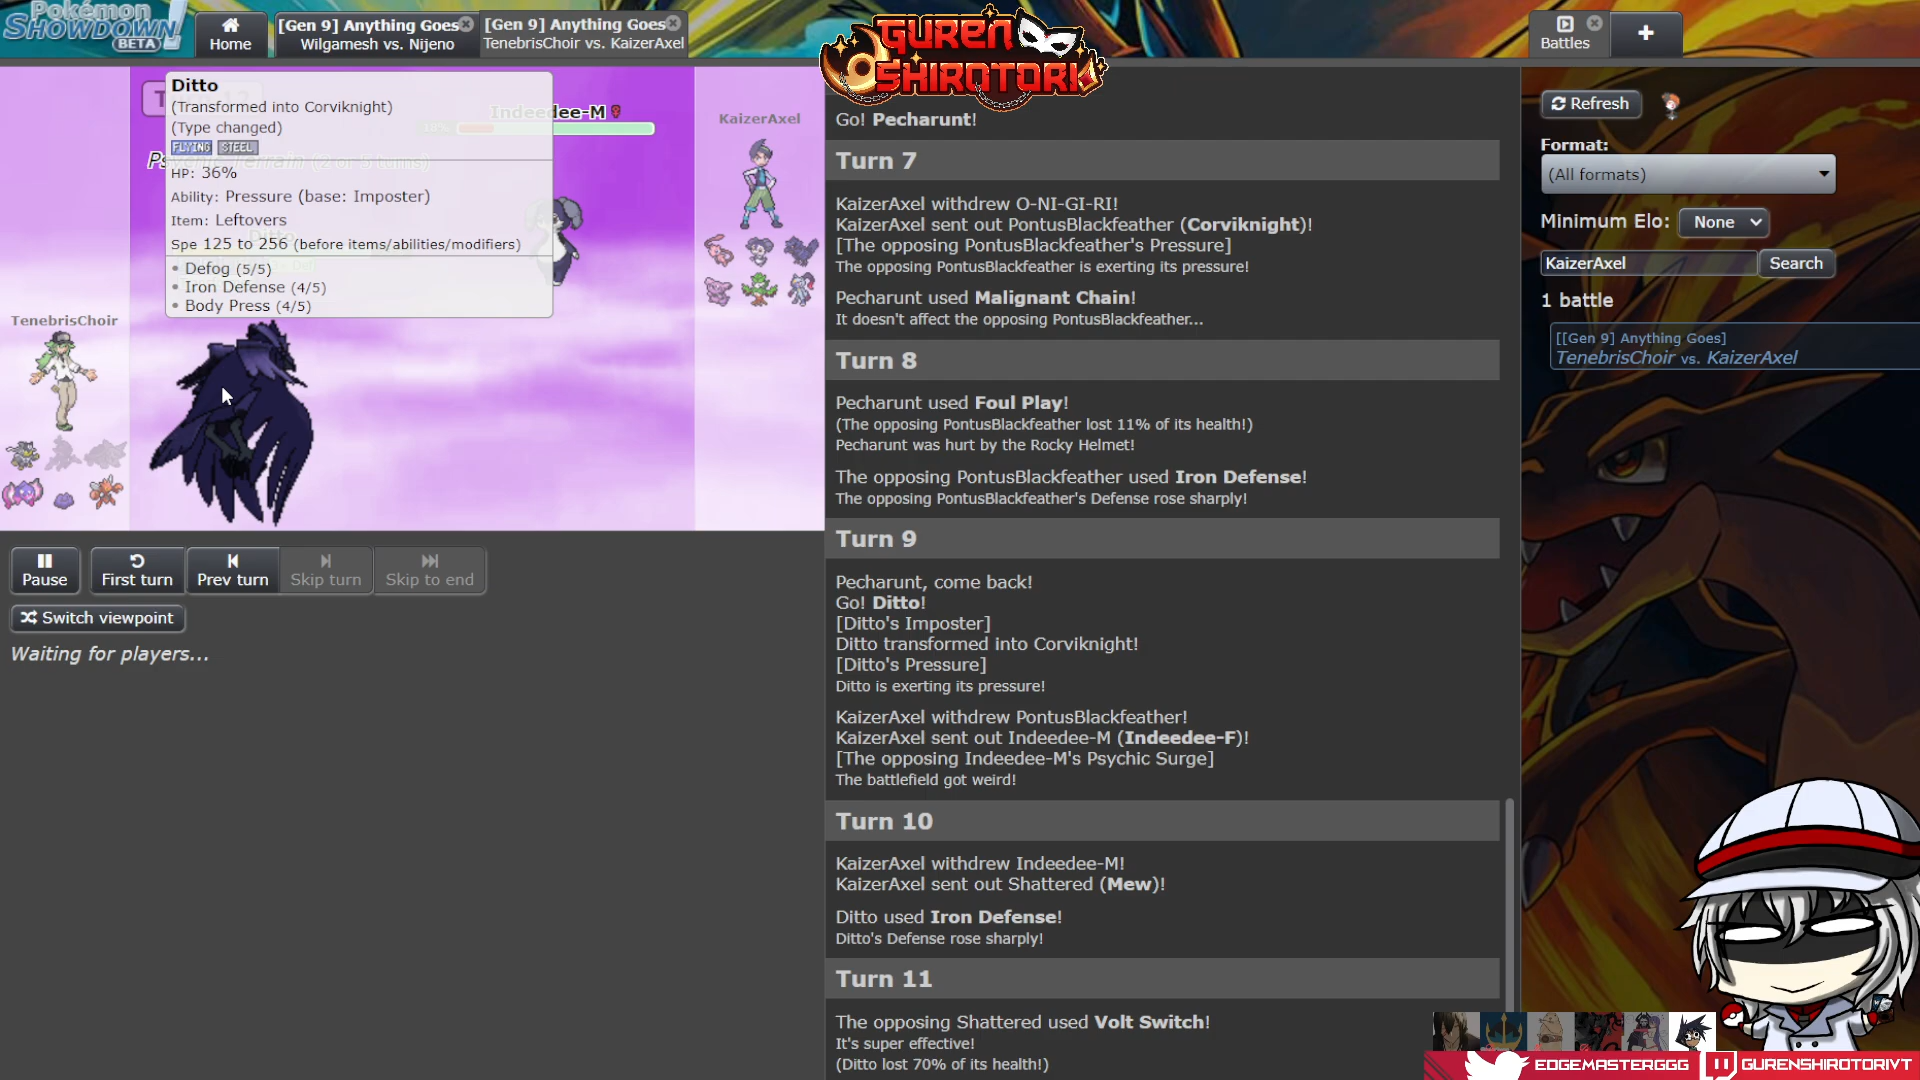 Pokémon
SHOWDOWN!
BETA
Home
[Gen 9] Anything Goes
Wilgamesh vs. Nijeno
[Gen 9] Anything Goes
TenebrisChoir vs. KaizerAxel
GUREN
SHIROTORI
Battles
Ditto
(Transformed into Corviknight)
(Type changed)
FLYING STEEL
HP: 36%
Ability: Pressure (base: Imposter)
Item: Leftovers
Spe 125 to 256 (before items/abilities/modifiers)
• Defog (5/5)
• Iron Defense (4/5)
• Body Press (4/5)
Indeedee-M
18%
Psychic Terrain (2 or 5 turns)
Ditto
KaizerAxel
TenebrisChoir
Pause
First turn
Prev turn
Skip turn
Skip to end
Switch viewpoint
Waiting for players...
Go! Pecharunt!
Turn 7
KaizerAxel withdrew O-NI-GI-RI!
KaizerAxel sent out PontusBlackfeather (Corviknight)!
[The opposing PontusBlackfeather's Pressure]
The opposing PontusBlackfeather is exerting its pressure!
Pecharunt used Malignant Chain!
It doesn't affect the opposing PontusBlackfeather...
Turn 8
Pecharunt used Foul Play!
(The opposing PontusBlackfeather lost 11% of its health!)
Pecharunt was hurt by the Rocky Helmet!
The opposing PontusBlackfeather used Iron Defense!
The opposing PontusBlackfeather's Defense rose sharply!
Turn 9
Pecharunt, come back!
Go! Ditto!
[Ditto's Imposter]
Ditto transformed into Corviknight!
[Ditto's Pressure]
Ditto is exerting its pressure!
KaizerAxel withdrew PontusBlackfeather!
KaizerAxel sent out Indeedee-M (Indeedee-F)!
[The opposing Indeedee-M's Psychic Surge]
The battlefield got weird!
Turn 10
KaizerAxel withdrew Indeedee-M!
KaizerAxel sent out Shattered (Mew)!
Ditto used Iron Defense!
Ditto's Defense rose sharply!
Turn 11
The opposing Shattered used Volt Switch!
It's super effective!
(Ditto lost 70% of its health!)
Refresh
Format:
(All formats)
Minimum Elo: None
KaizerAxel Search
1 battle
[[Gen 9] Anything Goes]
TenebrisChoir vs. KaizerAxel
EDGEMASTERGGG
GURENSHIROTORIVT